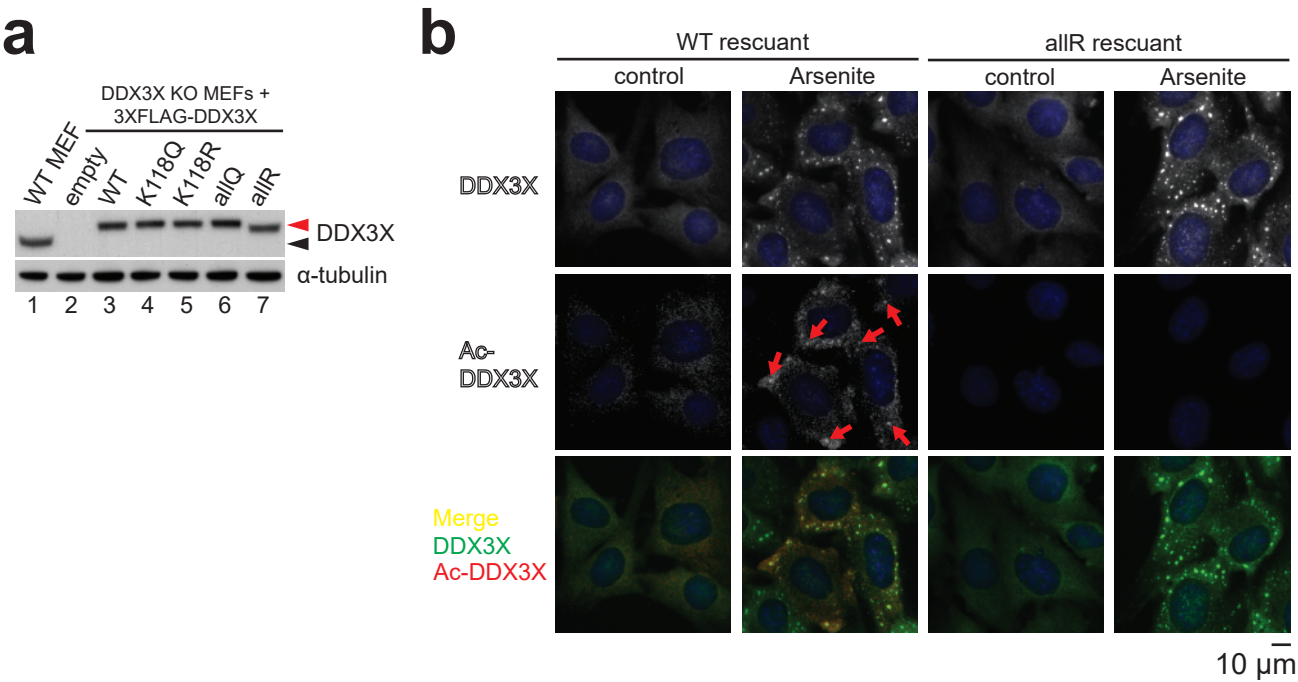 a
DDX3X KO MEFs +
3XFLAG-DDX3X
WT MEF
empty
WT
K118Q
K118R
allQ
allR
DDX3X
α-tubulin
1 2 3 4 5 6 7
b
WT rescuant
allR rescuant
control
Arsenite
control
Arsenite
DDX3X
Ac-
DDX3X
Merge
DDX3X
Ac-DDX3X
10 μm